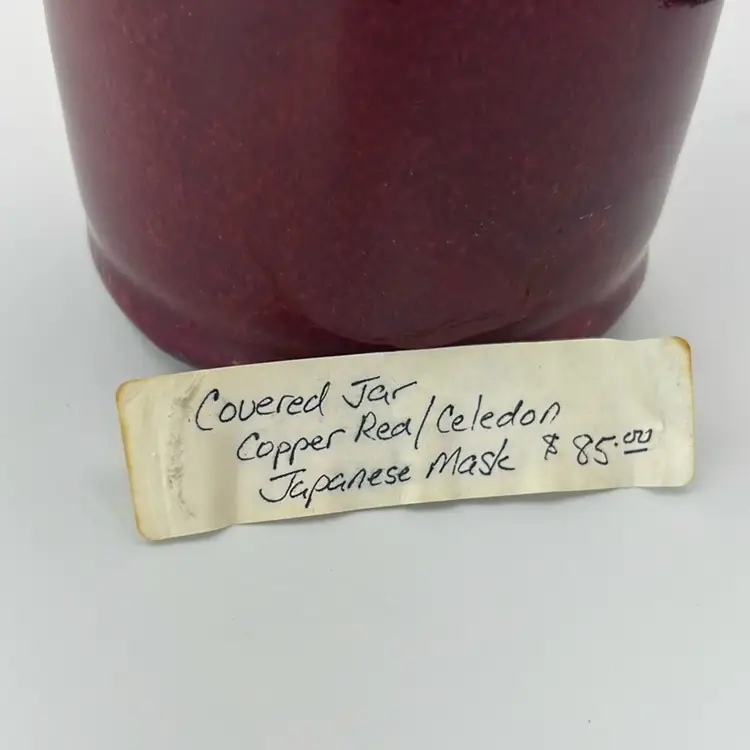 Covered Jar
Copper Red/Celedon
Japanese Mask $85.00